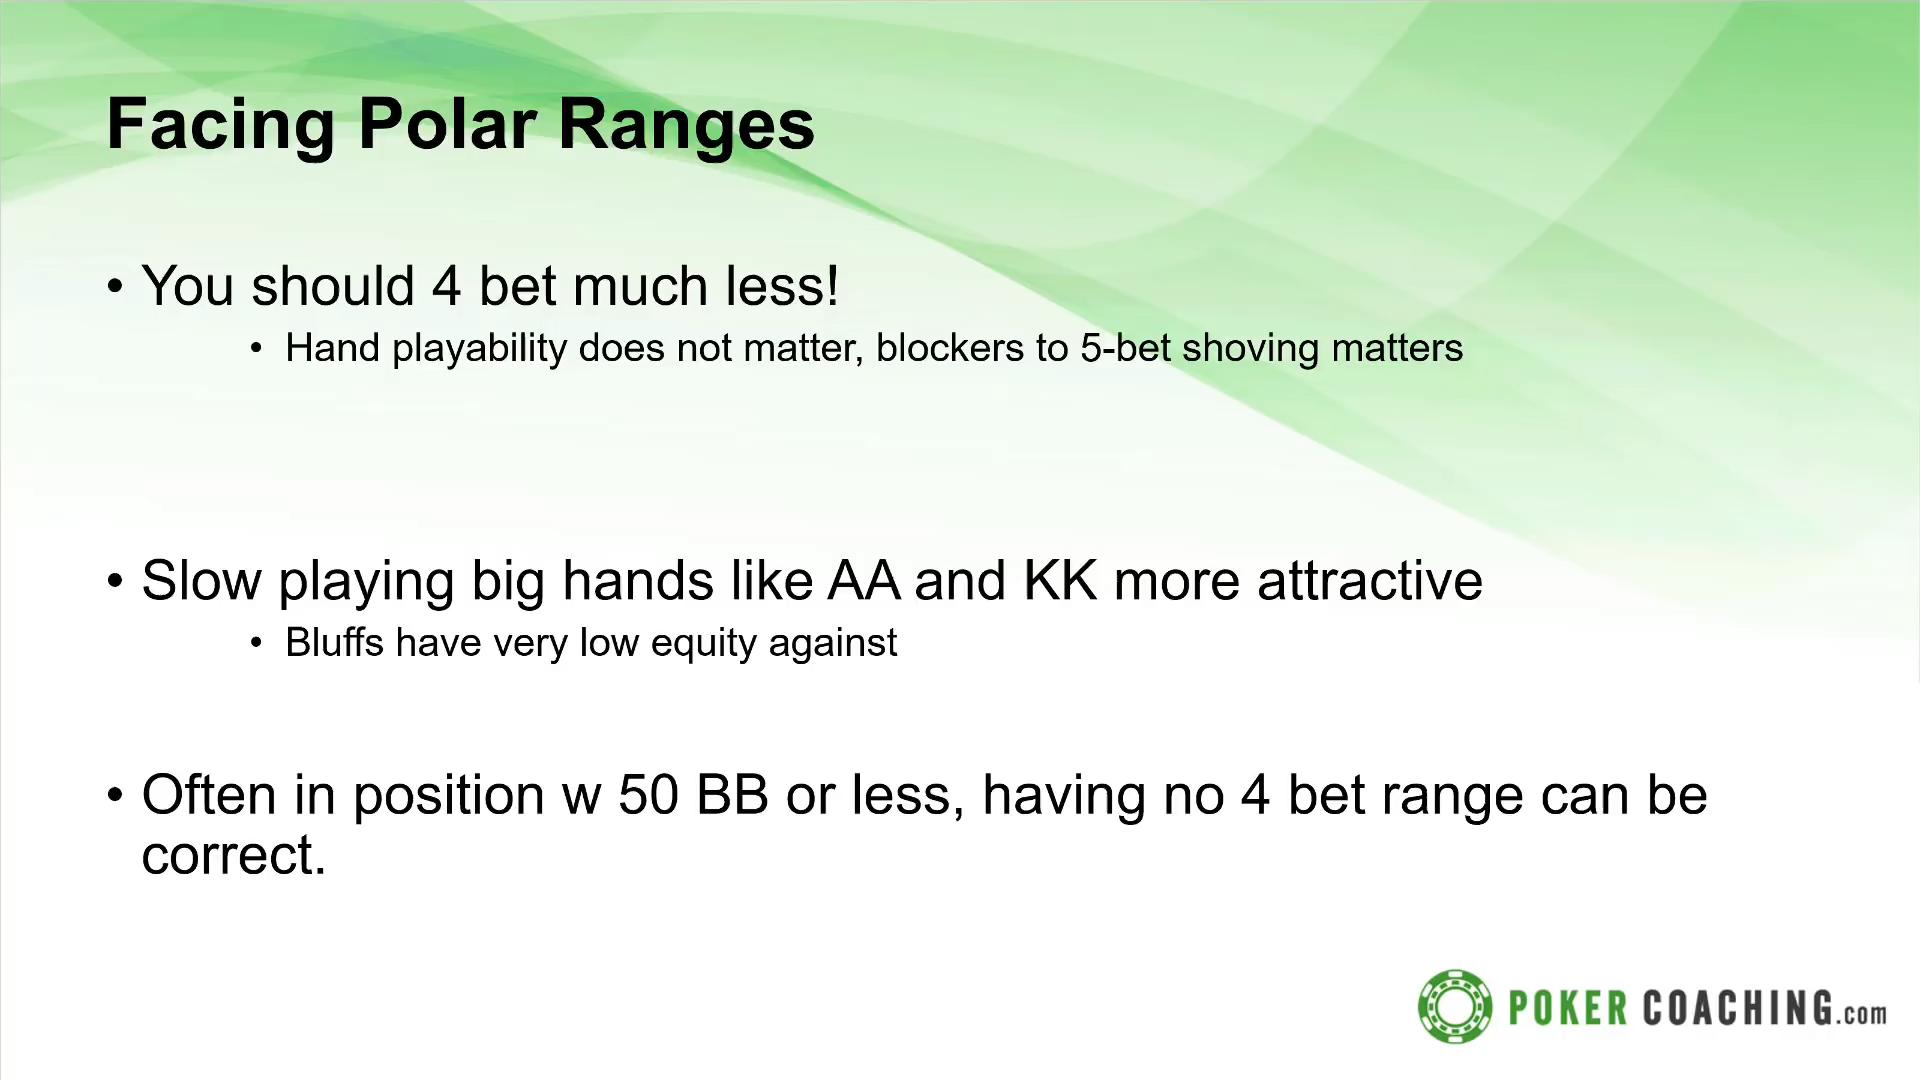 Facing Polar Ranges
• You should 4 bet much less!
• Hand playability does not matter, blockers to 5-bet shoving matters
• Slow playing big hands like AA and KK more attractive
• Bluffs have very low equity against
• Often in position w 50 BB or less, having no 4 bet range can be
correct.
POKER COACHING.com